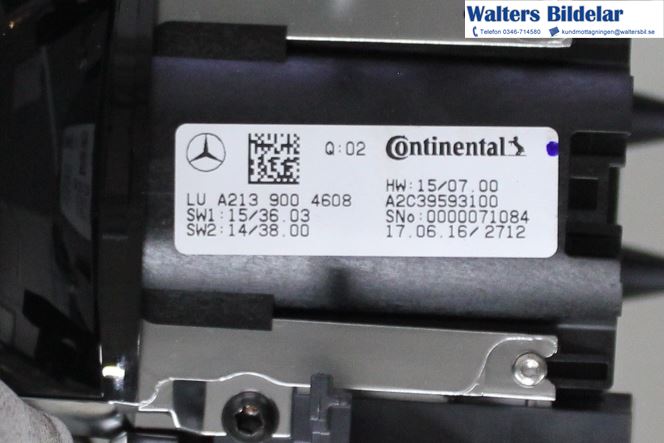 Walters Bildelar
Telefon 0346-714580 kundmottagningen@waltersbil.se
Q:02 Continental
LU A213 900 4608
SW1:15/36.03
SW2:14/38.00
HW:15/07.00
A2C39593100
SNo:0000071084
17.06.16/2712